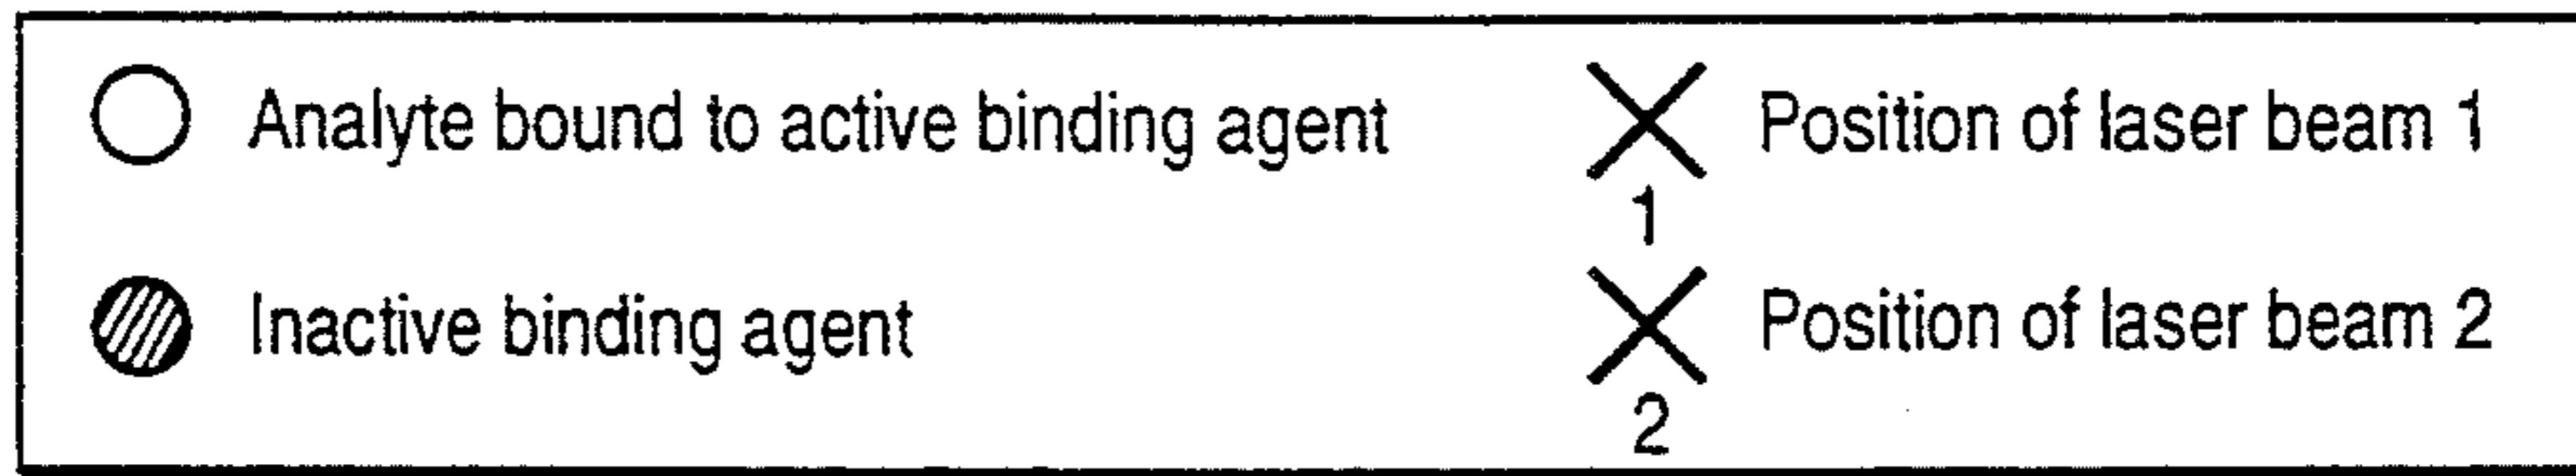 Analyte bound to active binding agent
Position of laser beam 1
1
Inactive binding agent
Position of laser beam 2
2